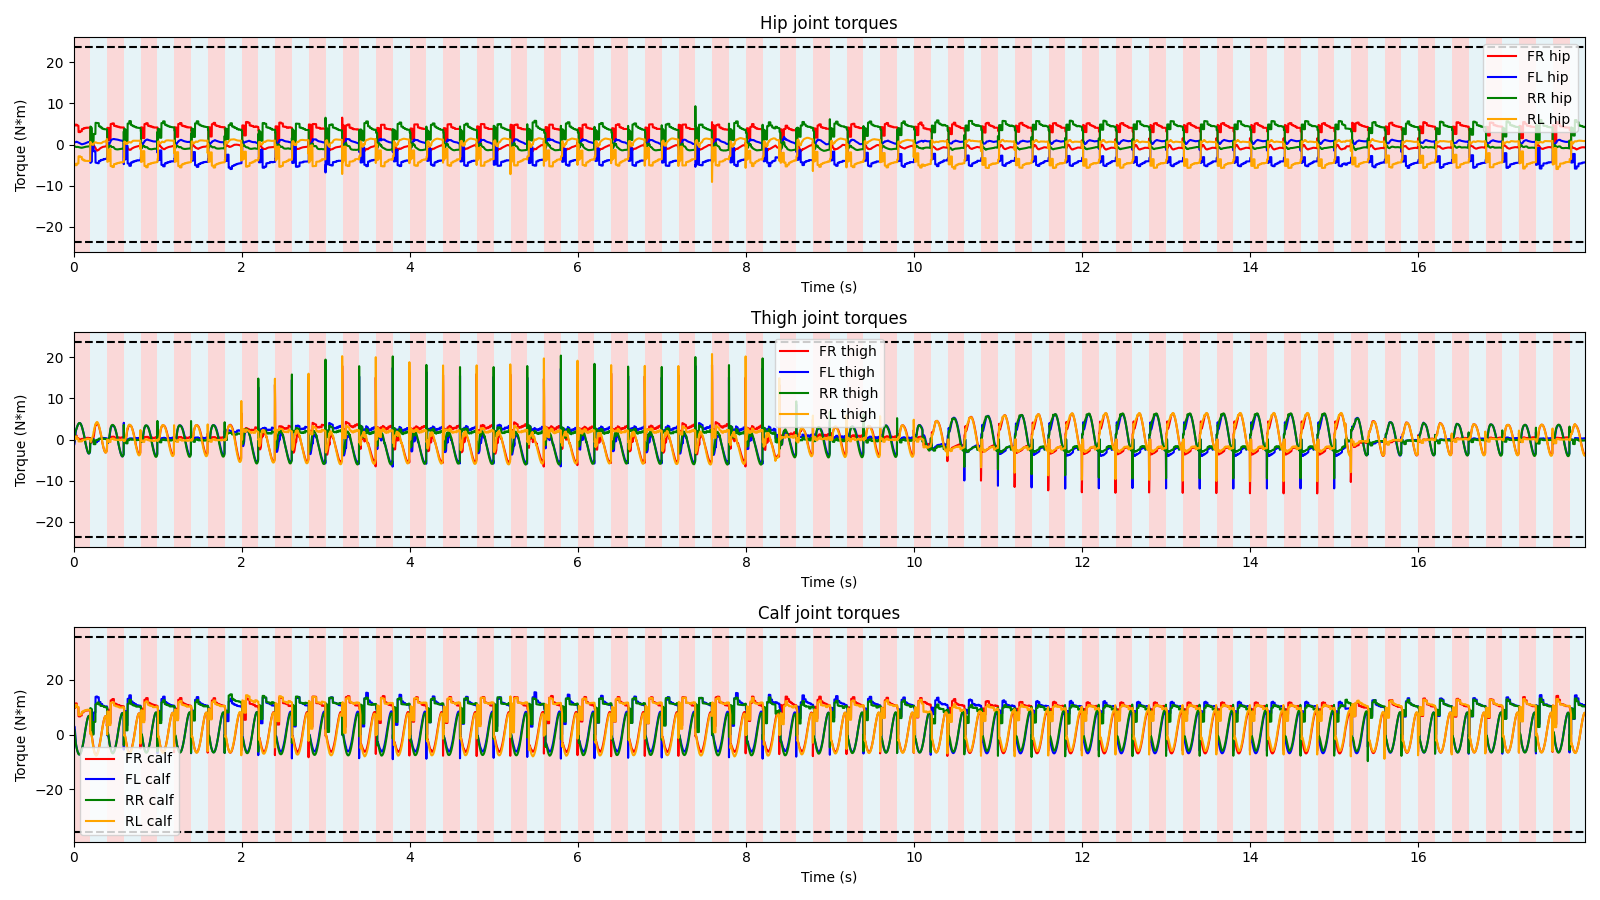 Hip joint torques
Torque (N*m)
20
10
0
−10
−20
FR hip
FL hip
RR hip
RL hip
0 2 4 6 8 10 12 14 16
Time (s)
Thigh joint torques
Torque (N*m)
20
10
0
−10
−20
FR thigh
FL thigh
RR thigh
RL thigh
0 2 4 6 8 10 12 14 16
Time (s)
Calf joint torques
Torque (N*m)
20
0
−20
FR calf
FL calf
RR calf
RL calf
0 2 4 6 8 10 12 14 16
Time (s)